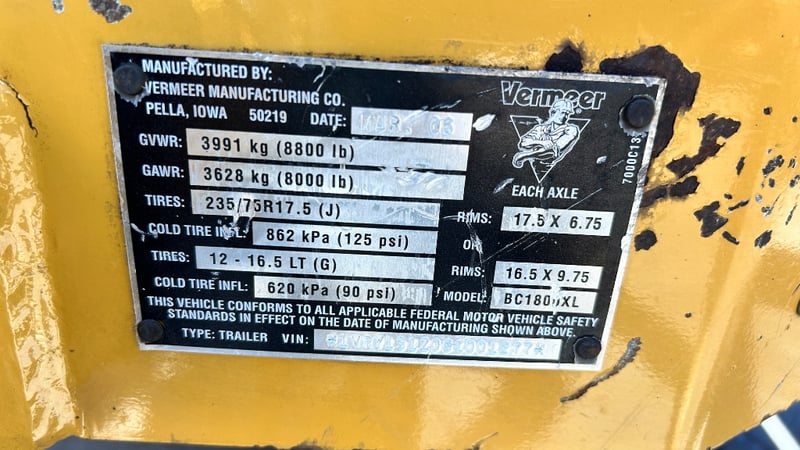 MANUFACTURED BY:
VERMEER MANUFACTURING CO.
PELLA, IOWA 50219 DATE:
Vermeer
GVWR: 3991 kg (8800 lb)
GAWR: 3628 kg (8000 lb)
EACH AXLE
TIRES: 235/75R17.5 (J) RIMS: 17.5 X 6.75
COLD TIRE INFL: 862 kPa (125 psi) OR
TIRES: 12 - 16.5 LT (G) RIMS: 16.5 X 9.75
COLD TIRE INFL: 620 kPa (90 psi) MODEL:
THIS VEHICLE CONFORMS TO ALL APPLICABLE FEDERAL MOTOR VEHICLE SAFETY
STANDARDS IN EFFECT ON THE DATE OF MANUFACTURING SHOWN ABOVE.
TYPE: TRAILER VIN: